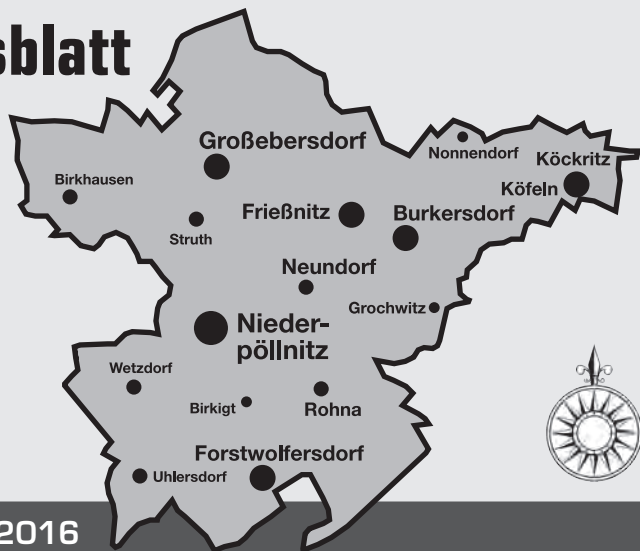 sblatt
Großebersdorf
Nonnendorf
Köckritz
Birkhausen
Köfeln
Frießnitz
Burkersdorf
Struth
Neundorf
Grochwitz
Nieder-
pöllnitz
Wetzdorf
Birkigt
Rohna
Forstwolfersdorf
Uhlersdorf
2016